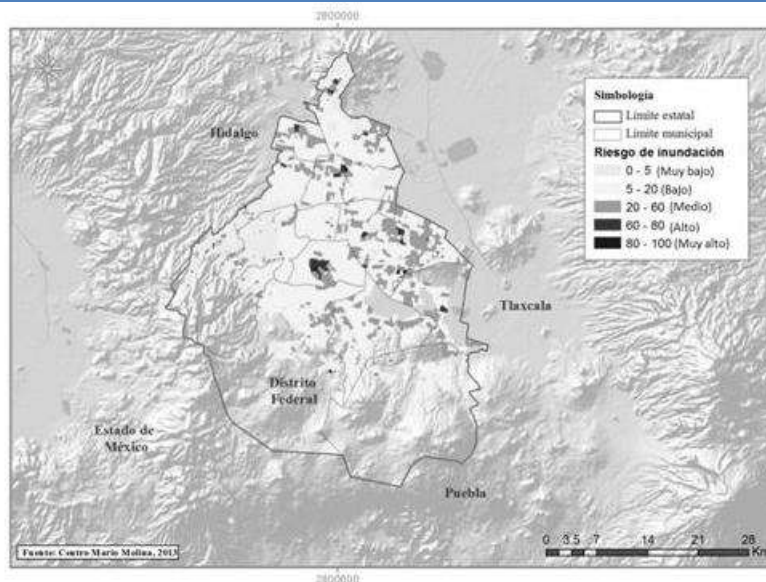 2800000
Simbología
Límite estatal
Límite municipal
Riesgo de inundación
0 - 5 (Muy bajo)
5 - 20 (Bajo)
20 - 60 (Medio)
60 - 80 (Alto)
80 - 100 (Muy alto)
Hidalgo
Tlaxcala
Distrito
Federal
Estado de
México
Puebla
Fuente: Centro Mario Molina, 2013
0 3.5 7 14 21 28
Km
2800000